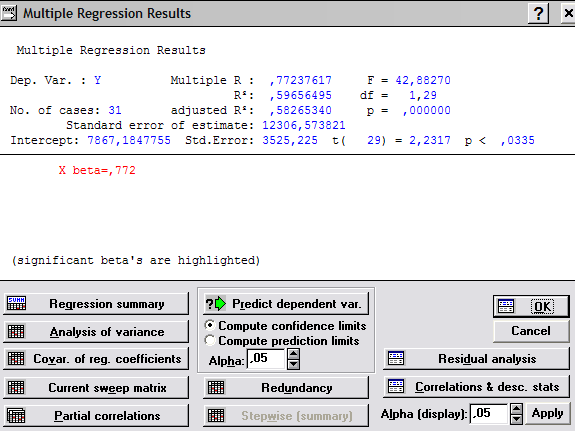 Multiple Regression Results
?
Multiple Regression Results
Dep. Var. : Y Multiple R : ,77237617 F = 42,88270
R²: ,59656495 df = 1,29
No. of cases: 31 adjusted R²: ,58265340 p = ,000000
Standard error of estimate: 12306,573821
Intercept: 7867,1847755 Std.Error: 3525,225 t( 29) = 2,2317 p < ,0335
X beta=,772
(significant beta's are highlighted)
Regression summary
Analysis of variance
Covar. of reg. coefficients
Current sweep matrix
Partial correlations
? Predict dependent var.
Compute confidence limits
Compute prediction limits
Alpha: ,05
Redundancy
Stepwise (summary)
OK
Cancel
Residual analysis
Correlations & desc. stats
Alpha (display): ,05 Apply